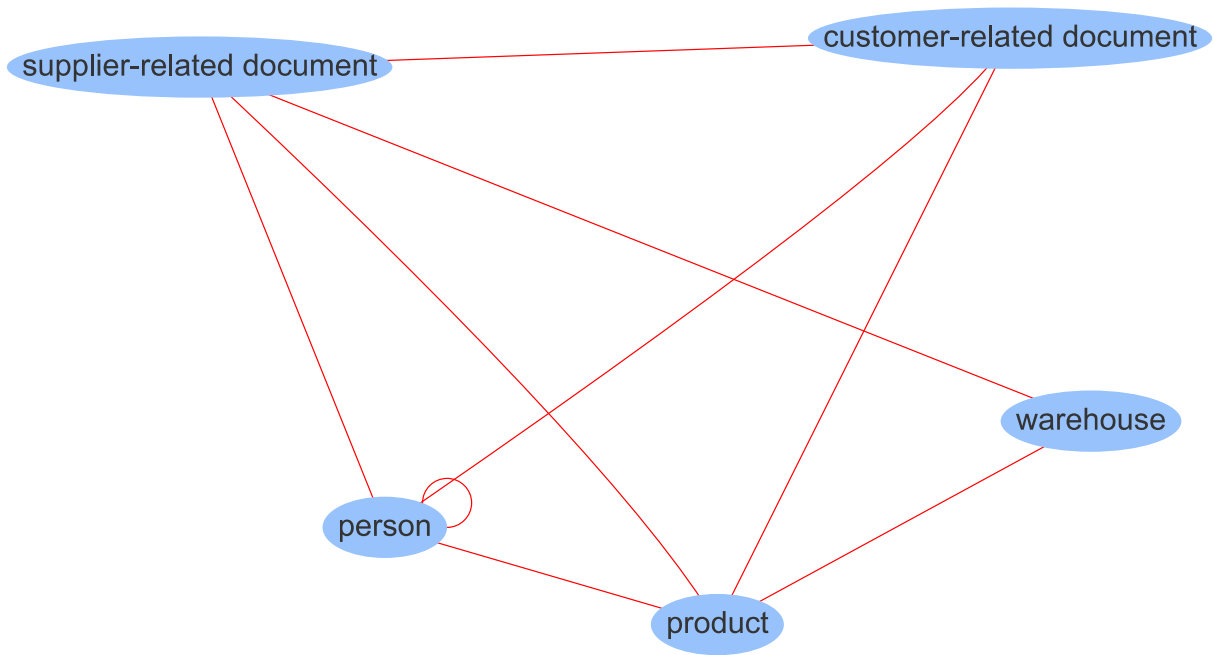 customer-related document
supplier-related document
warehouse
person
product